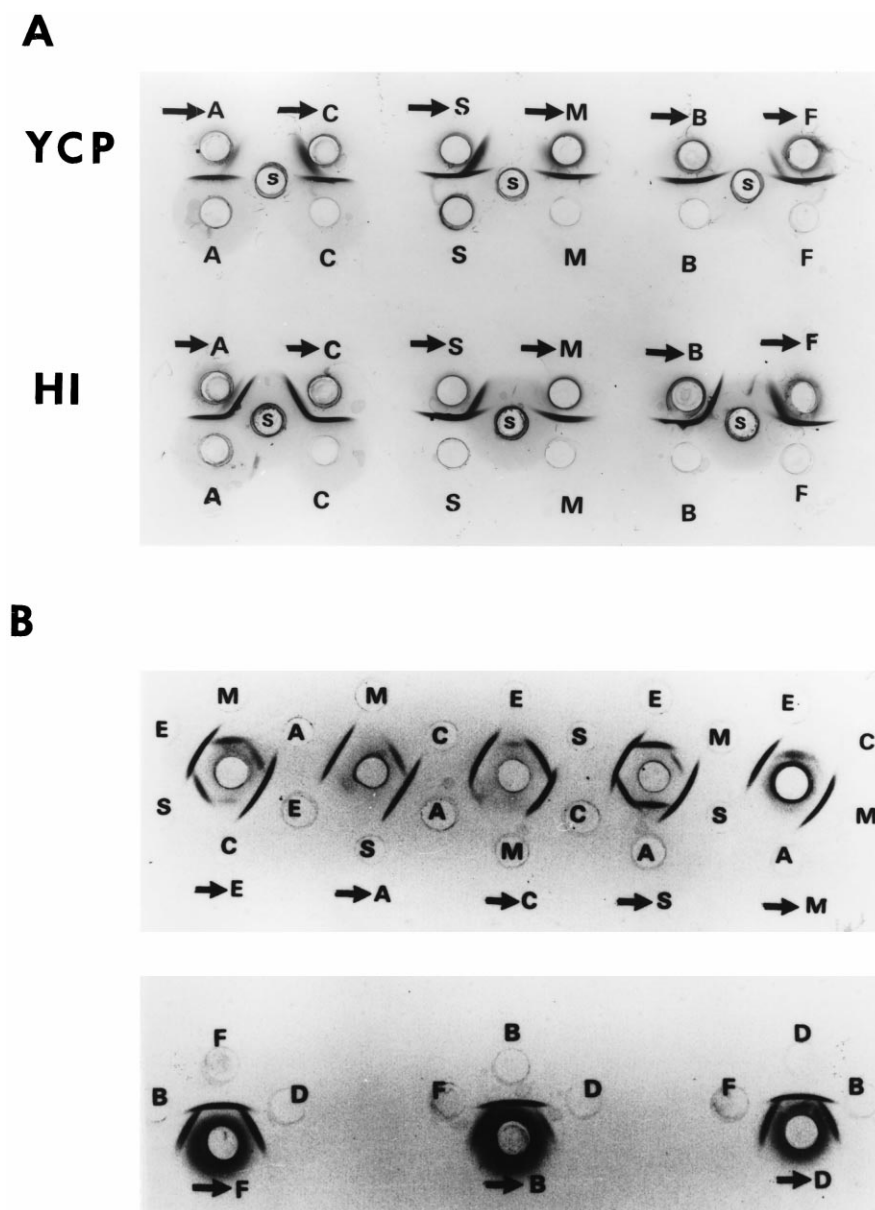 A
A C S M B F
YCP
S S S
A C S M B F
A C S M B F
HI
S S S
A C S M B F
B
M M E E E
E A C S M C
S E A C S M
C S M A A
E A C S M
F B D
B D F D F B
F B D